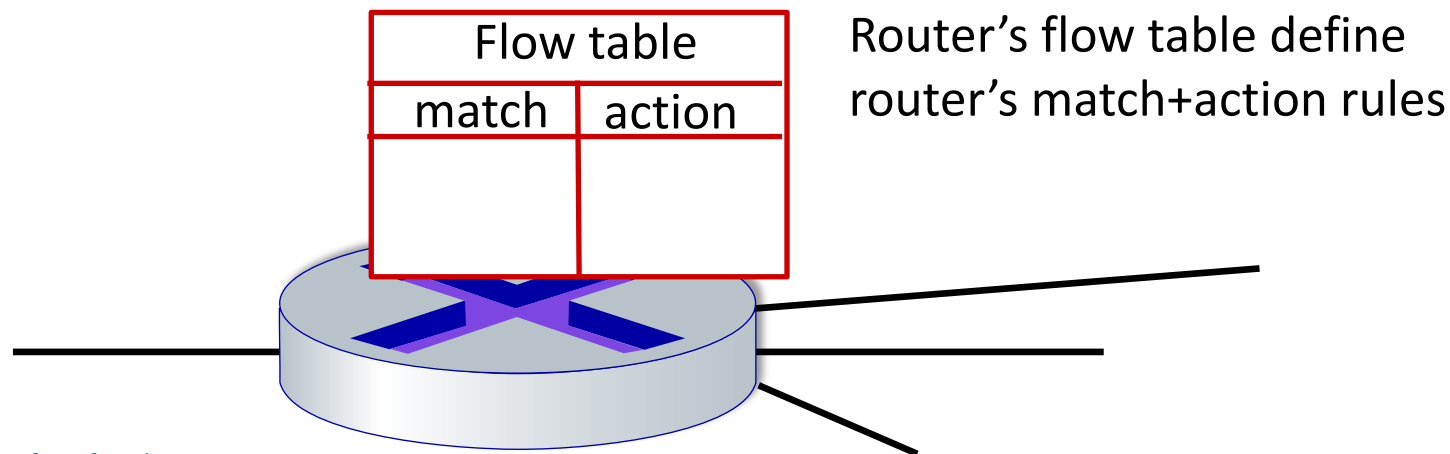 Flow table
match action
Router’s flow table define
router’s match+action rules